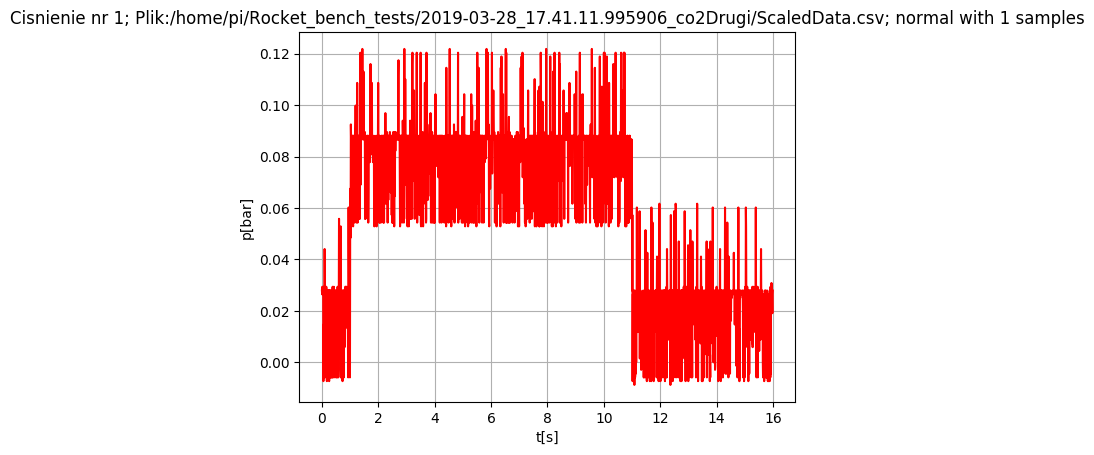 Cisnienie nr 1; Plik:/home/pi/Rocket_bench_tests/2019-03-28_17.41.11.995906_co2Drugi/ScaledData.csv; normal with 1 samples
0.12
0.10
0.08
0.06
0.04
0.02
0.00
p[bar]
0 2 4 6 8 10 12 14 16
t[s]